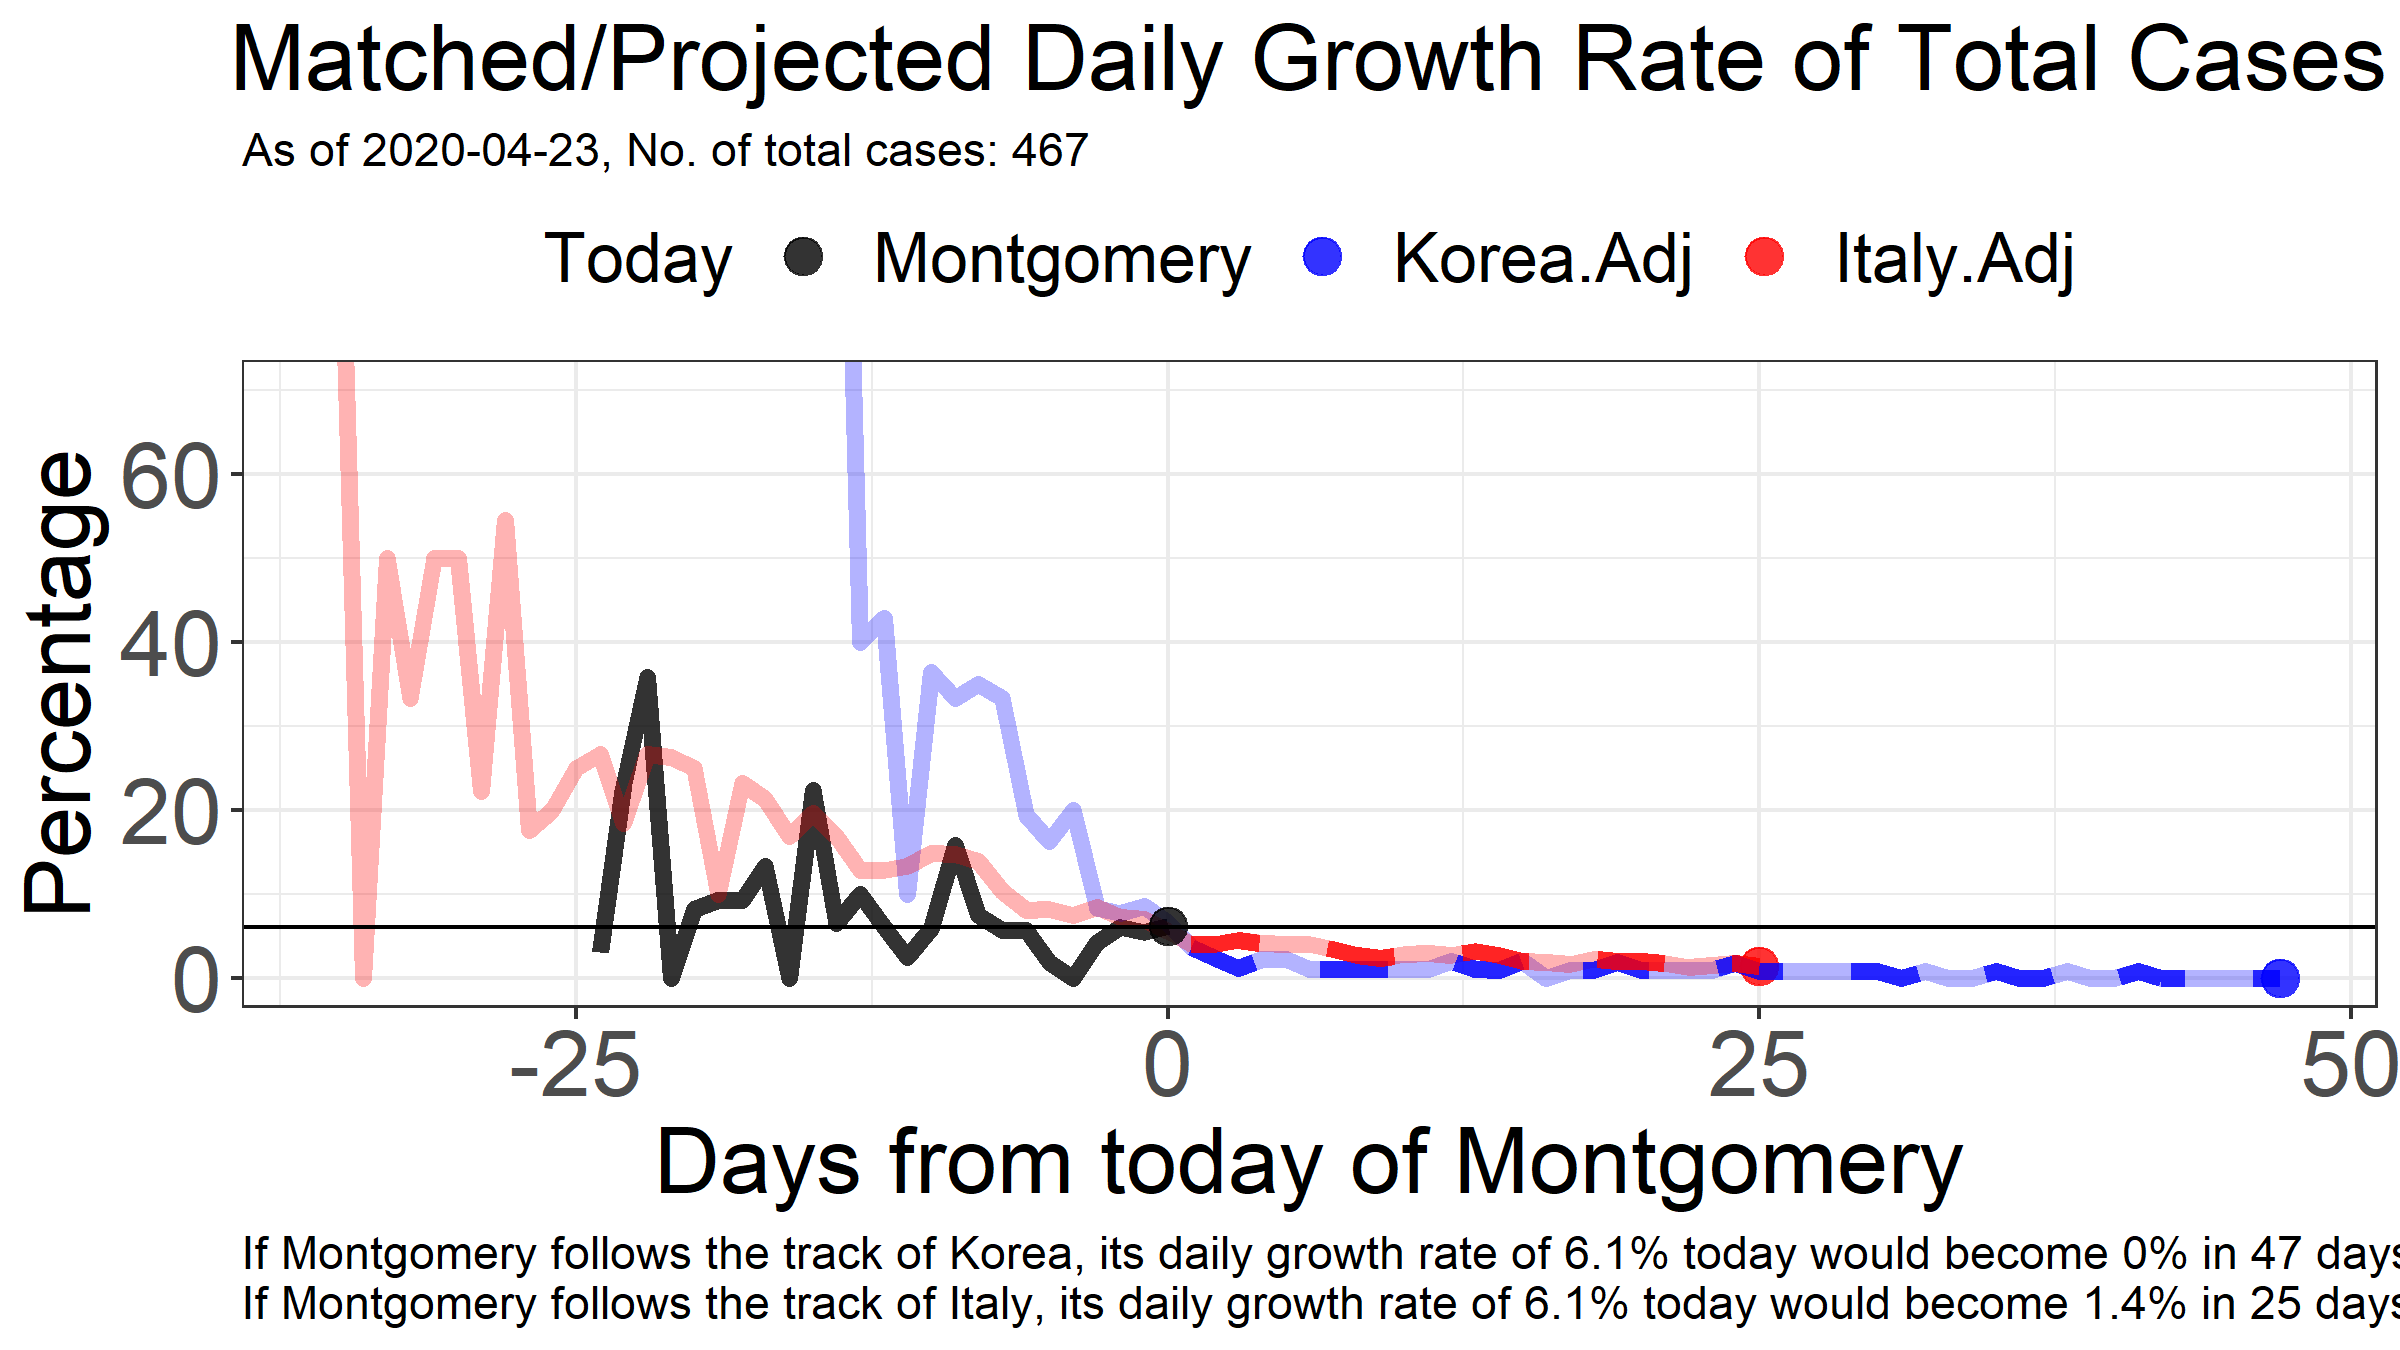 Matched/Projected Daily Growth Rate of Total Cases
As of 2020-04-23, No. of total cases: 467
Today Montgomery Korea.Adj Italy.Adj
Percentage
60
40
20
0
-25 0 25 50
Days from today of Montgomery
If Montgomery follows the track of Korea, its daily growth rate of 6.1% today would become 0% in 47 days
If Montgomery follows the track of Italy, its daily growth rate of 6.1% today would become 1.4% in 25 days